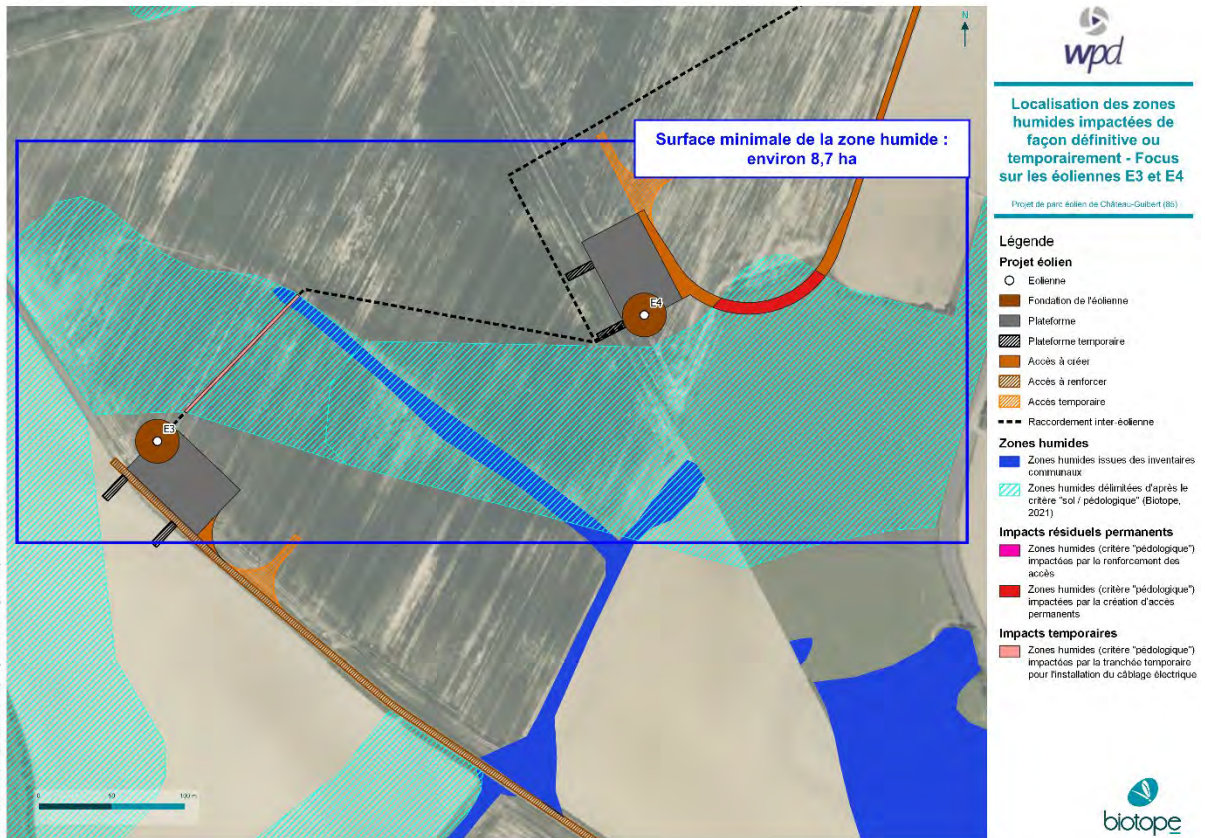 N
Surface minimale de la zone humide :
environ 8,7 ha
E4
E3
0 50 100 m
wpd
Localisation des zones
humides impactées de
façon définitive ou
temporairement - Focus
sur les éoliennes E3 et E4
Projet de parc éolien de Château-Guibert (85)
Légende
Projet éolien
Eolienne
Fondation de l'éolienne
Plateforme
Plateforme temporaire
Accès à créer
Accès à renforcer
Accès temporaire
Raccordement inter-éolienne
Zones humides
Zones humides issues des inventaires
communaux
Zones humides délimitées d'après le
critère "sol / pédologique" (Biotope,
2021)
Impacts résiduels permanents
Zones humides (critère "pédologique")
impactées par le renforcement des
accès
Zones humides (critère "pédologique")
impactées par la création d'accès
permanents
Impacts temporaires
Zones humides (critère "pédologique")
impactées par la tranchée temporaire
pour l'installation du câblage électrique
biotope